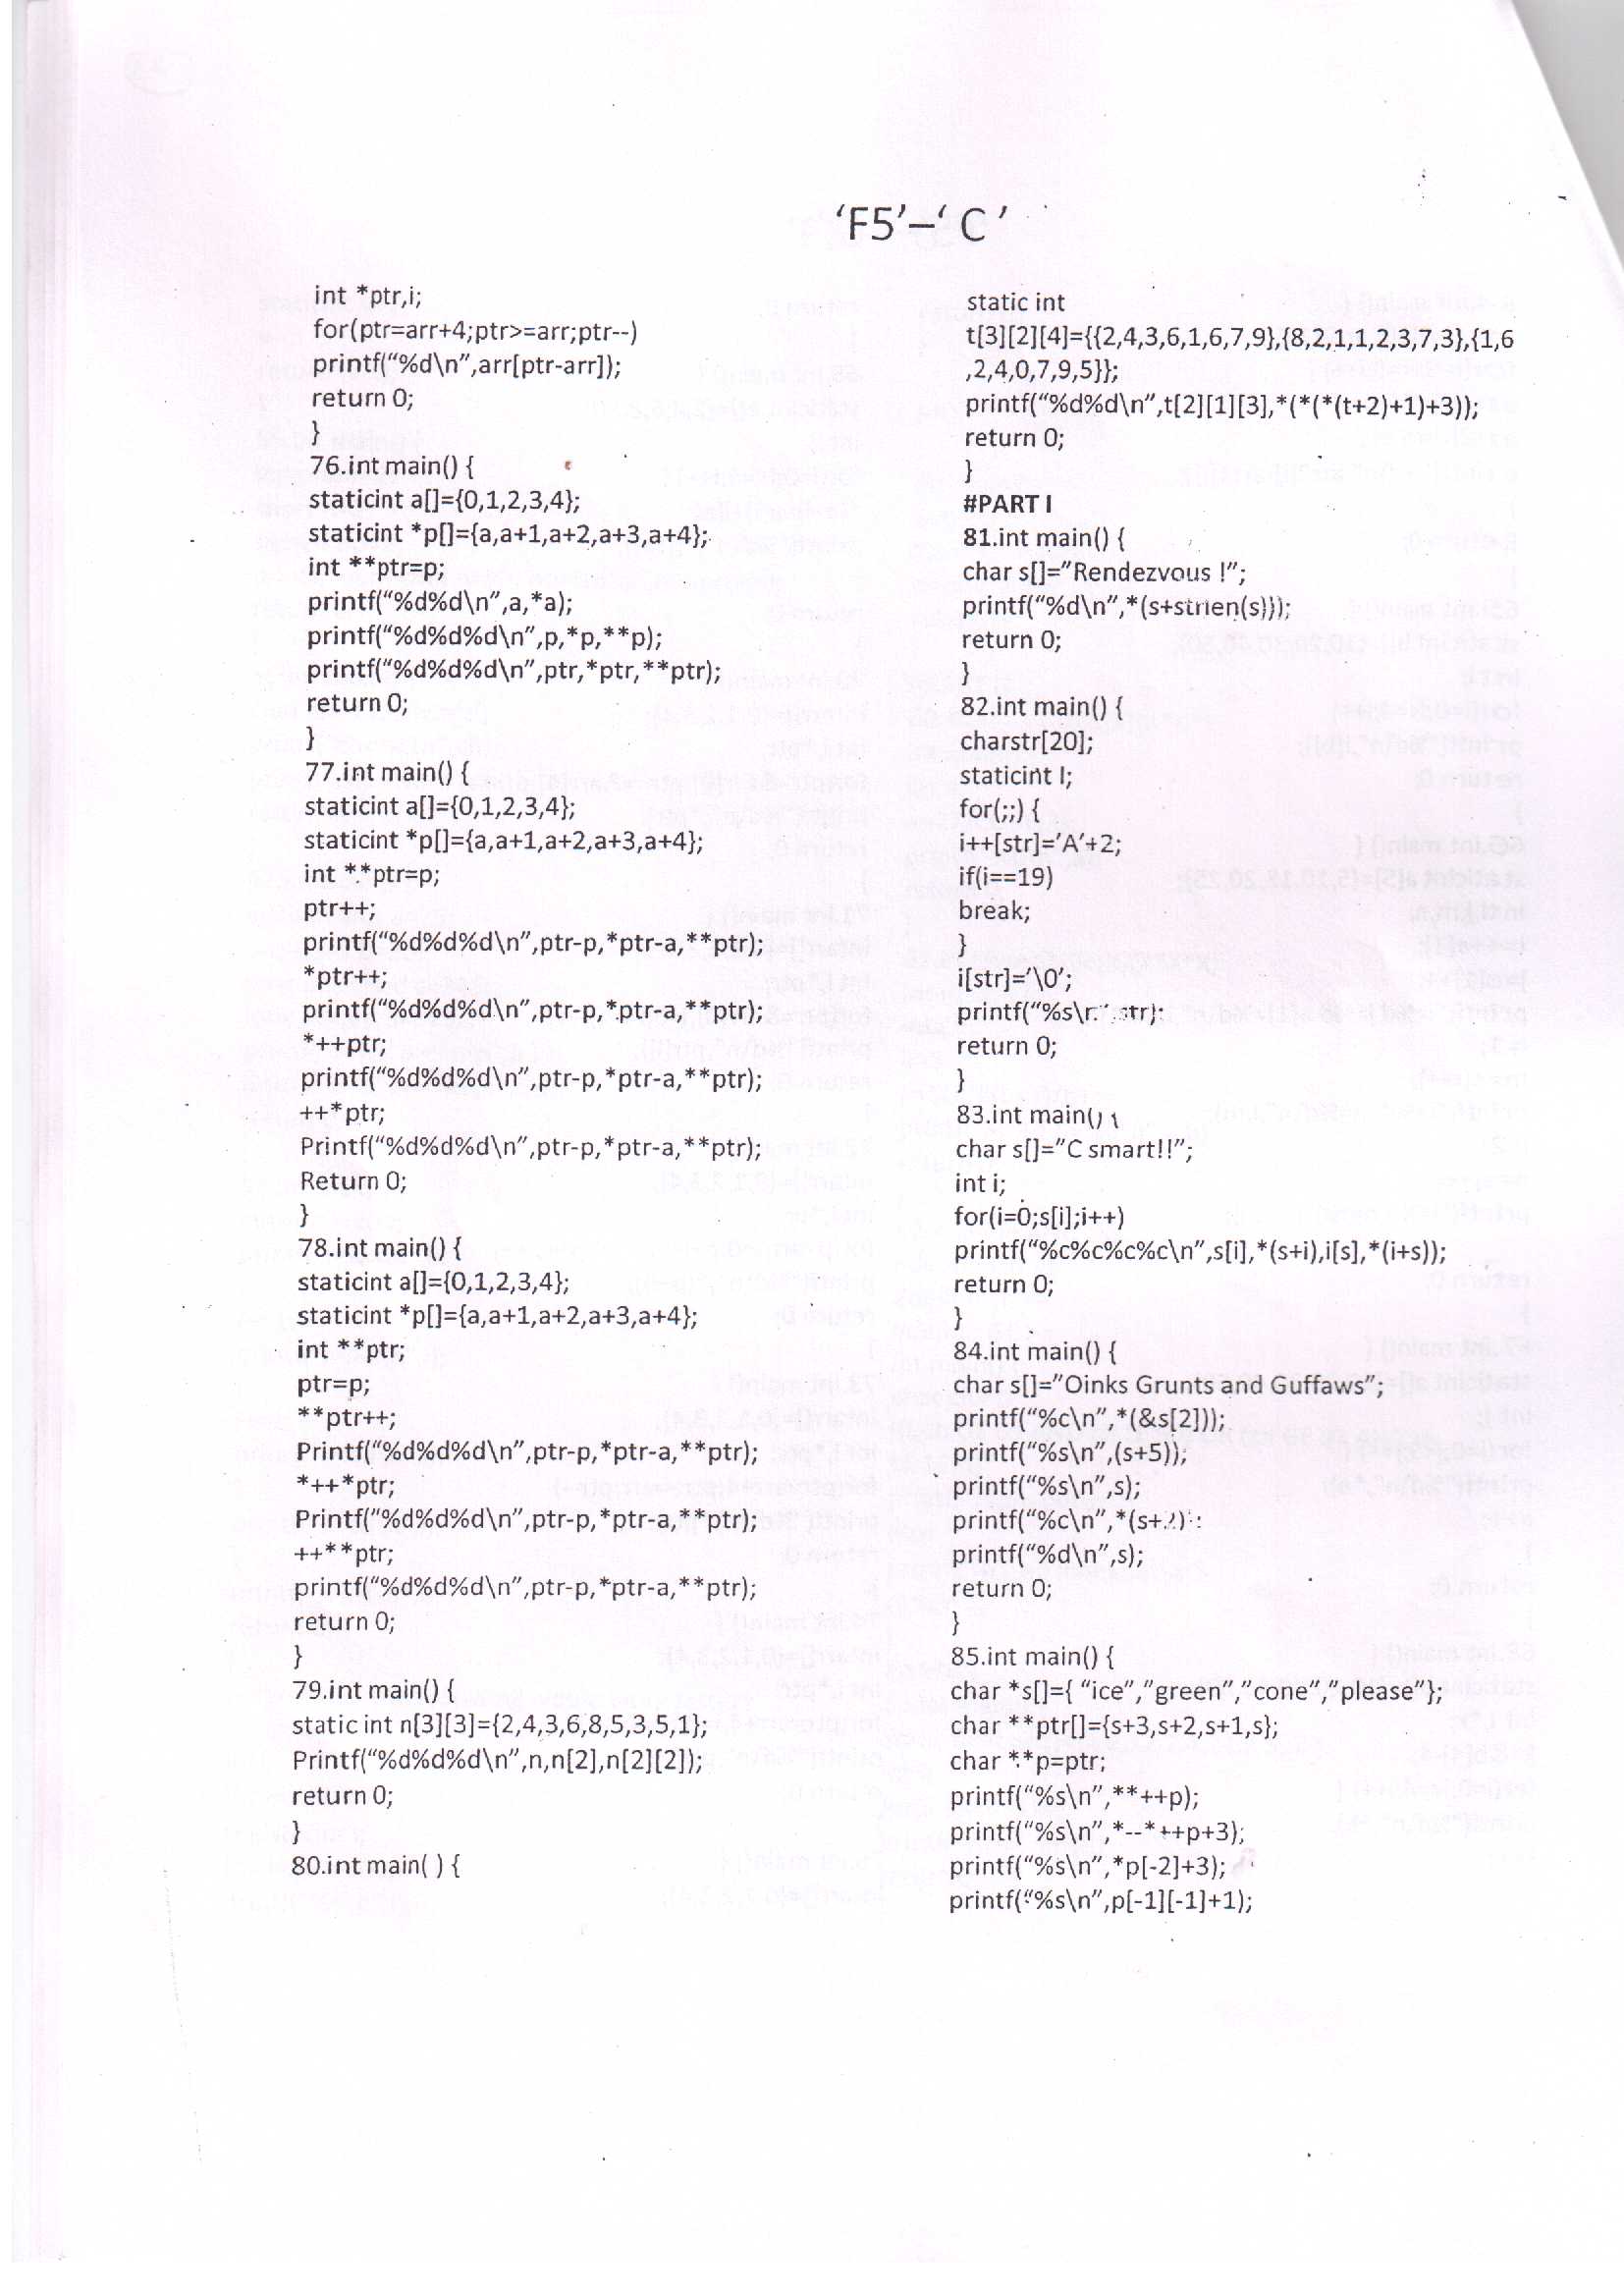 ‘F5’–‘ C ’
int *ptr,i;
for(ptr=arr+4;ptr>=arr;ptr--)
printf(“%d\n”,arr[ptr-arr]);
return 0;
}
76.int main() {
staticint a[]={0,1,2,3,4};
staticint *p[]={a,a+1,a+2,a+3,a+4};
int **ptr=p;
printf(“%d%d\n”,a,*a);
printf(“%d%d%d\n”,p,*p,**p);
printf(“%d%d%d\n”,ptr,*ptr,**ptr);
return 0;
}
77.int main() {
staticint a[]={0,1,2,3,4};
staticint *p[]={a,a+1,a+2,a+3,a+4};
int **ptr=p;
ptr++;
printf(“%d%d%d\n”,ptr-p,*ptr-a,**ptr);
*ptr++;
printf(“%d%d%d\n”,ptr-p,*ptr-a,**ptr);
*++ptr;
printf(“%d%d%d\n”,ptr-p,*ptr-a,**ptr);
++*ptr;
Printf(“%d%d%d\n”,ptr-p,*ptr-a,**ptr);
Return 0;
}
78.int main() {
staticint a[]={0,1,2,3,4};
staticint *p[]={a,a+1,a+2,a+3,a+4};
int **ptr;
ptr=p;
**ptr++;
Printf(“%d%d%d\n”,ptr-p,*ptr-a,**ptr);
*++*ptr;
Printf(“%d%d%d\n”,ptr-p,*ptr-a,**ptr);
++**ptr;
printf(“%d%d%d\n”,ptr-p,*ptr-a,**ptr);
return 0;
}
79.int main() {
static int n[3][3]={2,4,3,6,8,5,3,5,1};
Printf(“%d%d%d\n”,n,n[2],n[2][2]);
return 0;
}
80.int main( ) {
static int
t[3][2][4]={{2,4,3,6,1,6,7,9},{8,2,1,1,2,3,7,3},{1,6
,2,4,0,7,9,5}};
printf(“%d%d\n”,t[2][1][3],*(*(*(t+2)+1)+3));
return 0;
}
#PART I
81.int main() {
char s[]=”Rendezvous !”;
printf(“%d\n”,*(s+strlen(s)));
return 0;
}
82.int main() {
charstr[20];
staticint I;
for(;;) {
i++[str]=’A’+2;
if(i==19)
break;
}
i[str]=’\0’;
return 0;
}
83.int main()
char s[]=”C smart!!”;
int i;
for(i=0;s[i];i++)
printf(“%c%c%c%c\n”,s[i],*(s+i),i[s],*(i+s));
return 0;
}
84.int main() {
char s[]=”Oinks Grunts and Guffaws”;
printf(“%c\n”,*(&s[2]));
printf(“%s\n”,(s+5));
printf(“%s\n”,s);
printf(“%c\n”,
printf(“%d\n”,s);
return 0;
}
85.int main() {
char *s[]={ “ice”,”green”,”cone”,”please”};
char **ptr[]={s+3,s+2,s+1,s};
char ***p=ptr;
printf(“%s\n”,**++p);
printf(“%s\n”,*--*++p+3);
printf(“%s\n”,*p[-2]+3);
printf(“%s\n”,p[-1][-1]+1);